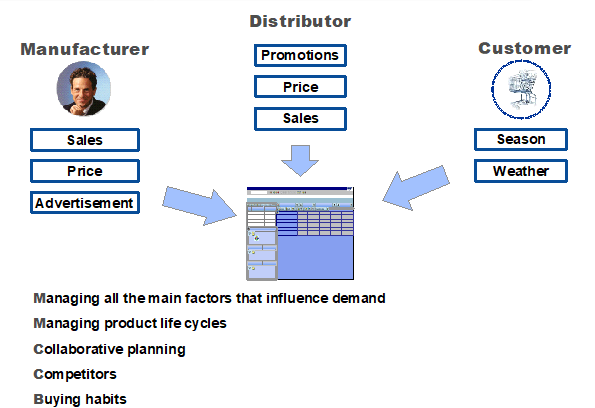 Distributor
Manufacturer
Customer
Promotions
Price
Sales
Sales
Price
Advertisement
Season
Weather
Managing all the main factors that influence demand
Managing product life cycles
Collaborative planning
Competitors
Buying habits